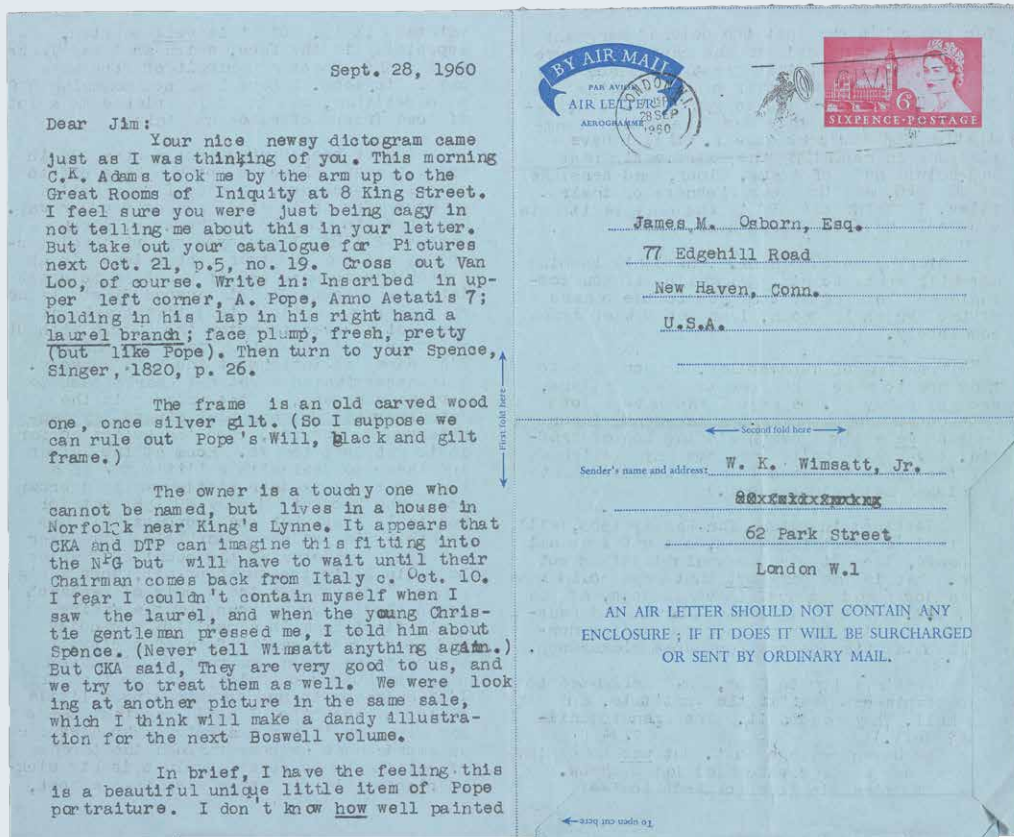 Sept. 28, 1960
Dear Jim:
Your nice newsy dictogram came
just as I was thinking of you. This morning
C.K. Adams took me by the arm up to the
Great Rooms of Iniquity at 8 King Street.
I feel sure you were just being cagy in
not telling me about this in your letter.
But take out your catalogue for Pictures
next Oct. 21, p.5, no. 19. Cross out Van
Loo, of course. Write in: Inscribed in up-
per left corner, A. Pope, Anno Aetatis 7;
holding in his lap in his right hand a
laurel branch; face plump, fresh, pretty
(but like Pope). Then turn to your Spence,
Singer, 1820, p. 26.
The frame is an old carved wood
one, once silver gilt. (So I suppose we
can rule out Pope's Will, black and gilt
frame.)
The owner is a touchy one who
cannot be named, but lives in a house in
Norfolk near King's Lynne. It appears that
CKA and DTP can imagine this fitting into
the NPG but will have to wait until their
Chairman comes back from Italy c. Oct. 10.
I fear I couldn't contain myself when I
saw the laurel, and when the young Chris-
tie gentleman pressed me, I told him about
Spence. (Never tell Wimsatt anything again.)
But CKA said, They are very good to us, and
we try to treat them as well. We were look
ing at another picture in the same sale,
which I think will make a dandy illustra-
tion for the next Boswell volume.
In brief, I have the feeling this
is a beautiful unique little item of Pope
portraiture. I don't know how well painted
First fold here
BY AIR MAIL
PAR AVION
AIR LETTER
AEROGRAMME
LONDON W.1.
28 SEP
1960
6D
SIXPENCE·POSTAGE
James M. Osborn, Esq.
77 Edgehill Road
New Haven, Conn.
U.S.A.
Second fold here
Sender's name and address: W. K. Wimsatt, Jr.
62 Park Street
London W.1
AN AIR LETTER SHOULD NOT CONTAIN ANY
ENCLOSURE ; IF IT DOES IT WILL BE SURCHARGED
OR SENT BY ORDINARY MAIL.
To open cut here